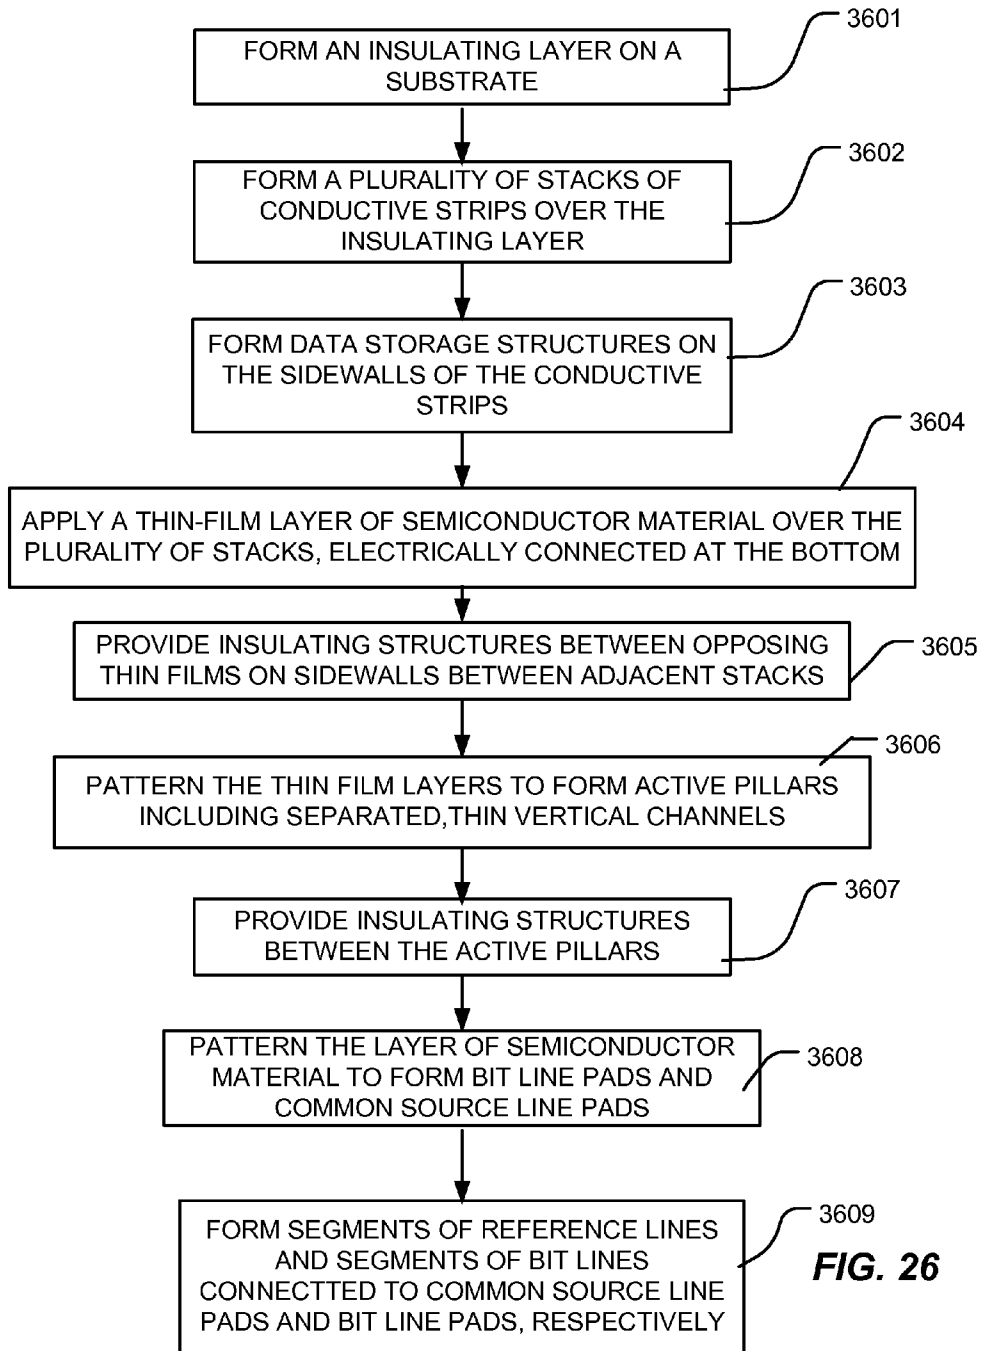 3601
FORM AN INSULATING LAYER ON A
SUBSTRATE
3602
FORM A PLURALITY OF STACKS OF
CONDUCTIVE STRIPS OVER THE
INSULATING LAYER
3603
FORM DATA STORAGE STRUCTURES ON
THE SIDEWALLS OF THE CONDUCTIVE
STRIPS
3604
APPLY A THIN-FILM LAYER OF SEMICONDUCTOR MATERIAL OVER THE
PLURALITY OF STACKS, ELECTRICALLY CONNECTED AT THE BOTTOM
PROVIDE INSULATING STRUCTURES BETWEEN OPPOSING
THIN FILMS ON SIDEWALLS BETWEEN ADJACENT STACKS
3605
3606
PATTERN THE THIN FILM LAYERS TO FORM ACTIVE PILLARS
INCLUDING SEPARATED,THIN VERTICAL CHANNELS
3607
PROVIDE INSULATING STRUCTURES
BETWEEN THE ACTIVE PILLARS
PATTERN THE LAYER OF SEMICONDUCTOR
MATERIAL TO FORM BIT LINE PADS AND
COMMON SOURCE LINE PADS
3608
3609
FORM SEGMENTS OF REFERENCE LINES
AND SEGMENTS OF BIT LINES
CONNECTTED TO COMMON SOURCE LINE
PADS AND BIT LINE PADS, RESPECTIVELY
FIG. 26